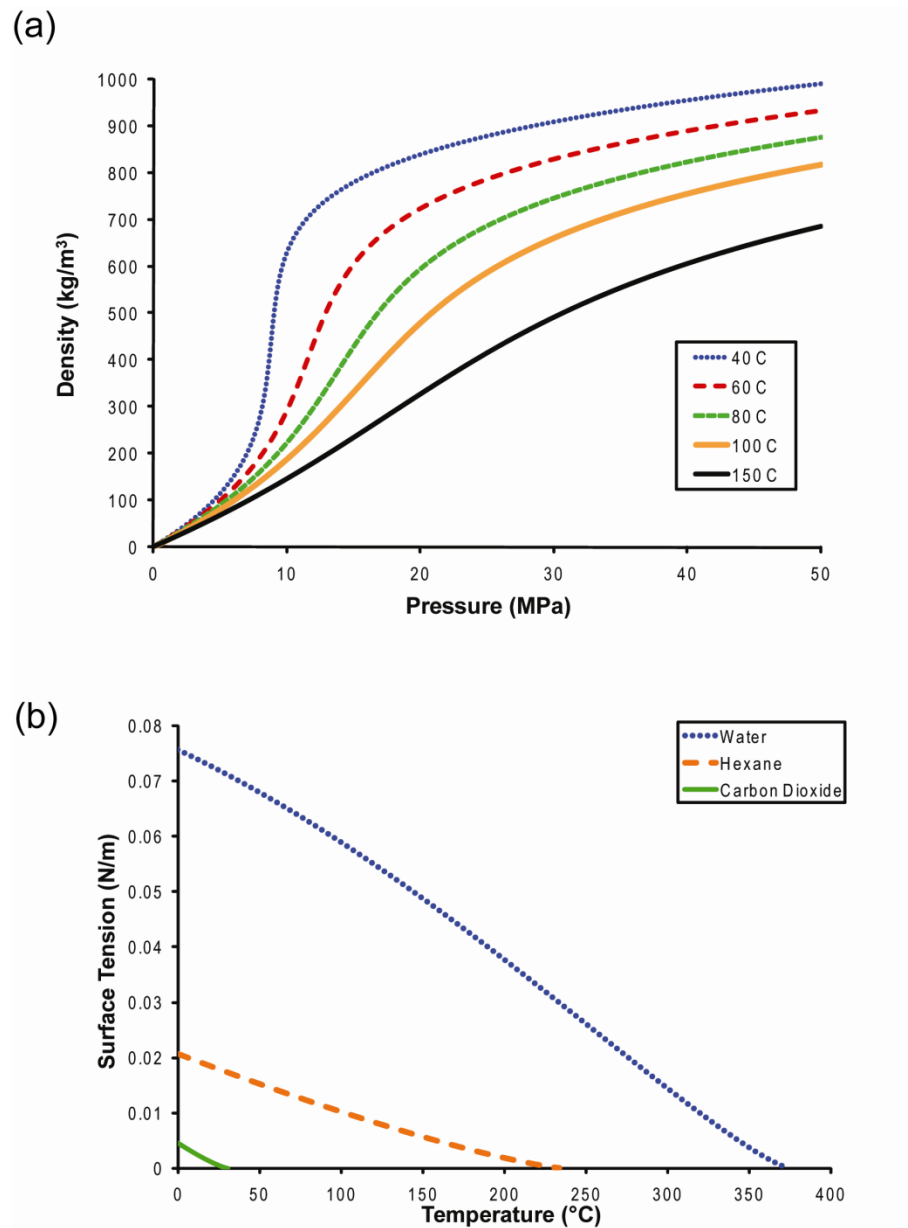 (a)
1000
900
800
700
600
500
400
300
200
100
0
Density (kg/m³)
40 C
60 C
80 C
100 C
150 C
0 10 20 30 40 50
Pressure (MPa)
(b)
0.08
0.07
0.06
0.05
0.04
0.03
0.02
0.01
0
Surface Tension (N/m)
Water
Hexane
Carbon Dioxide
0 50 100 150 200 250 300 350 400
Temperature (°C)